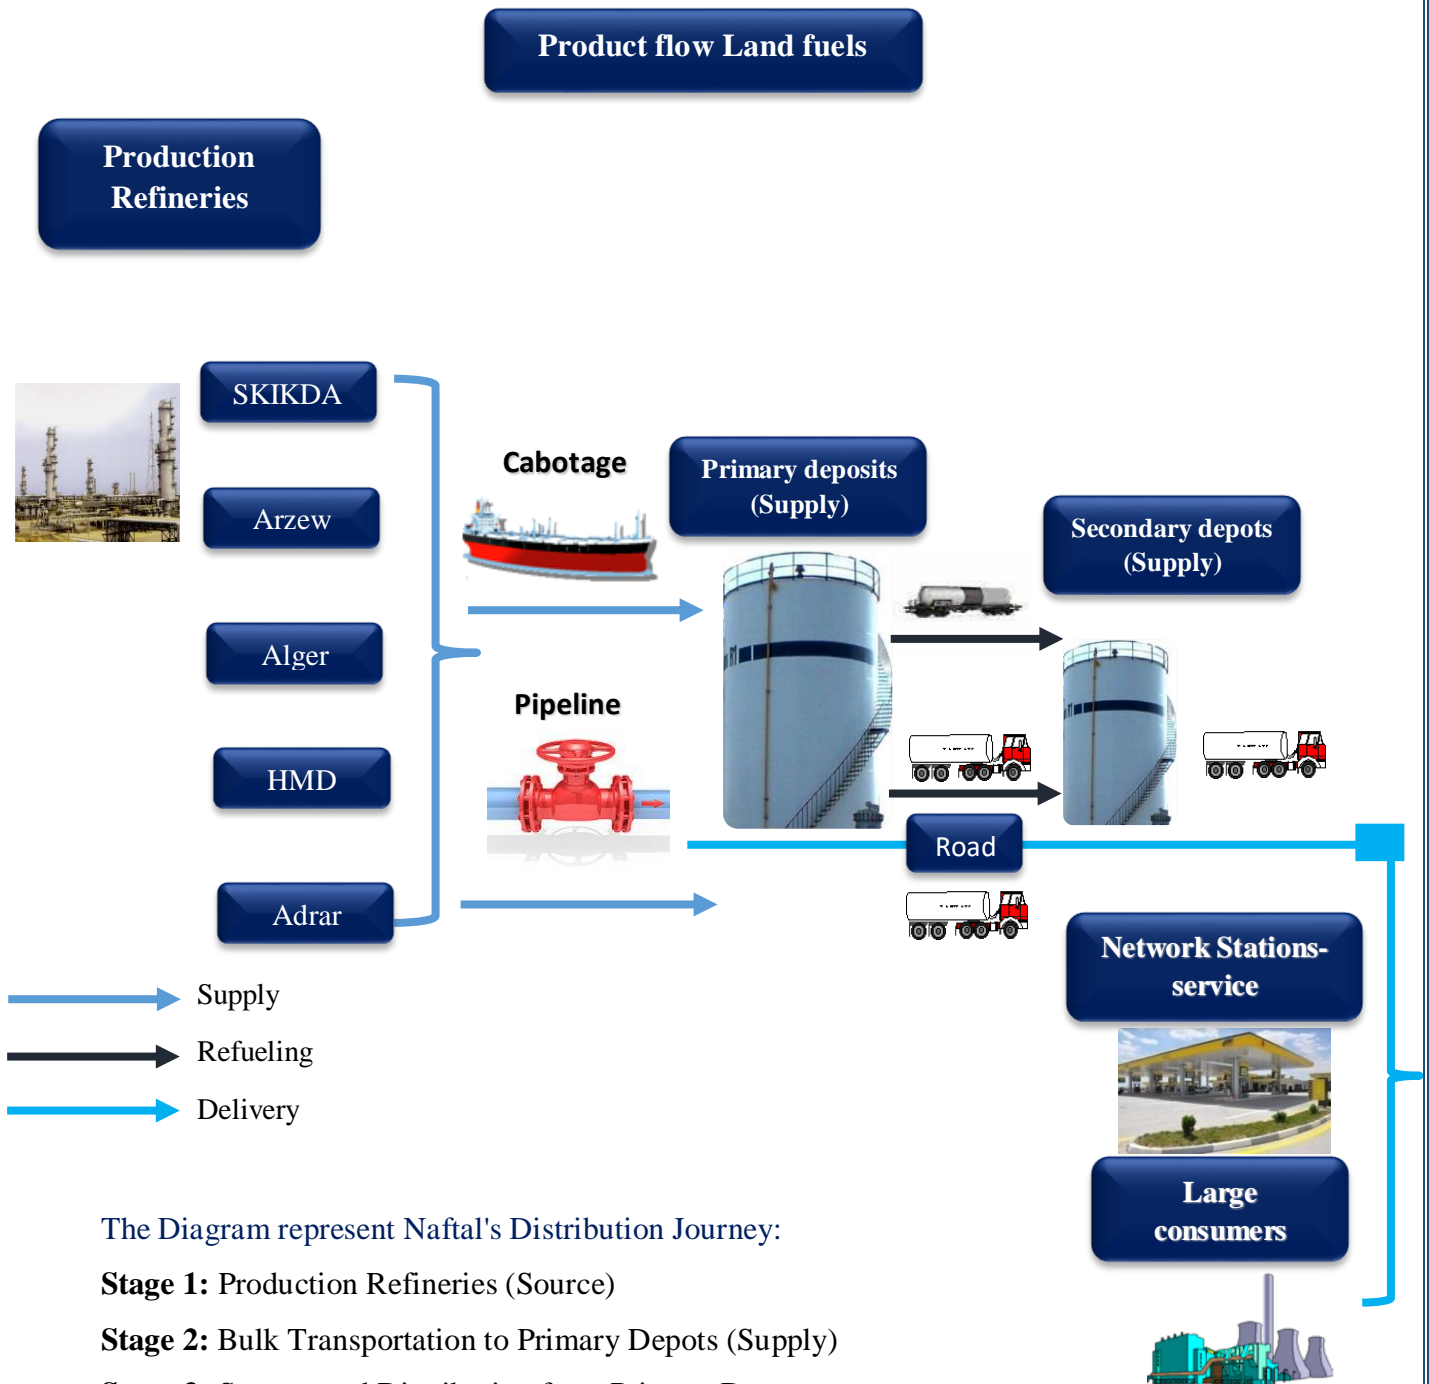 Product flow Land fuels
Production
Refineries
SKIKDA
Arzew
Alger
HMD
Adrar
Cabotage
Pipeline
Primary deposits
(Supply)
Secondary depots
(Supply)
Road
Network Stations-
service
Large
consumers
Supply
Refueling
Delivery
The Diagram represent Naftal's Distribution Journey:
Stage 1: Production Refineries (Source)
Stage 2: Bulk Transportation to Primary Depots (Supply)